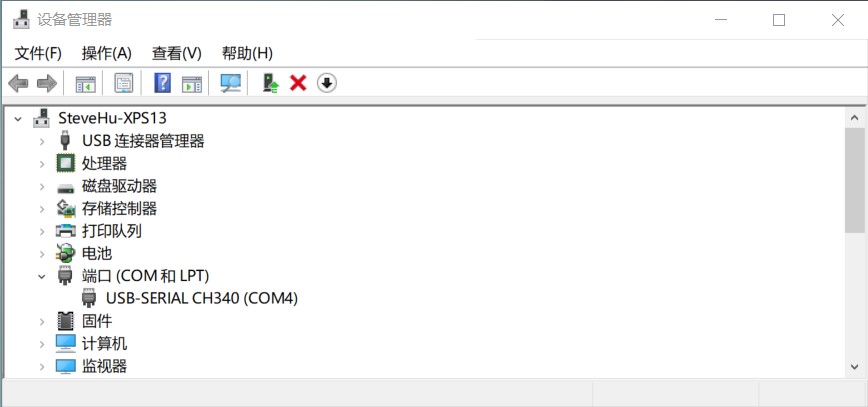 设备管理器
文件(F) 操作(A) 查看(V) 帮助(H)
SteveHu-XPS13
USB 连接器管理器
处理器
磁盘驱动器
存储控制器
打印队列
电池
端口 (COM 和 LPT)
USB-SERIAL CH340 (COM4)
固件
计算机
监视器